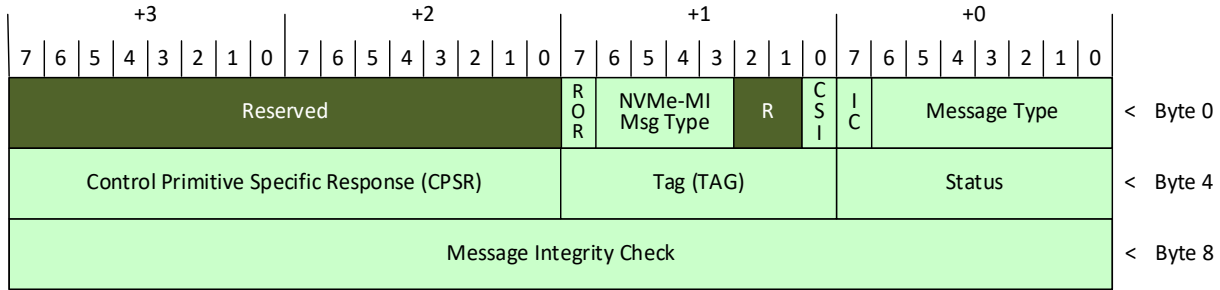 +3 +2 +1 +0
7 6 5 4 3 2 1 0 7 6 5 4 3 2 1 0 7 6 5 4 3 2 1 0 7 6 5 4 3 2 1 0
Reserved
ROR
NVMe-MI
Msg Type
R
CSI
IC
Message Type
< Byte 0
Control Primitive Specific Response (CPSR) Tag (TAG) Status < Byte 4
Message Integrity Check < Byte 8